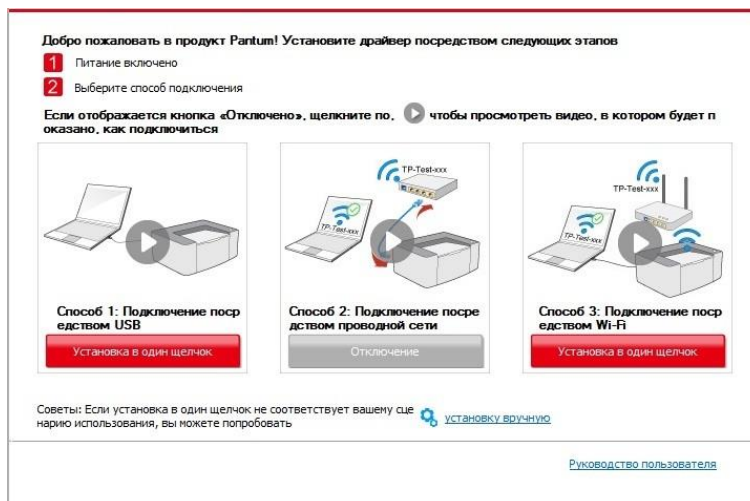 Добро пожаловать в продукт Pantum! Установите драйвер посредством следующих этапов
1 Питание включено
2 Выберите способ подключения
Если отображается кнопка «Отключено», щелкните по, чтобы просмотреть видео, в котором будет п
оказано, как подключиться
TP-Test-xxx
TP-Test-xxx
TP-Test-xxx
TP-Test-xxx
Способ 1: Подключение поср
едством USB
Способ 2: Подключение посре
дством проводной сети
Способ 3: Подключение поср
едством Wi-Fi
Установка в один щелчок
Отключение
Установка в один щелчок
Советы: Если установка в один щелчок не соответствует вашему сце
нарию использования, вы можете попробовать
установку вручную
Руководство пользователя